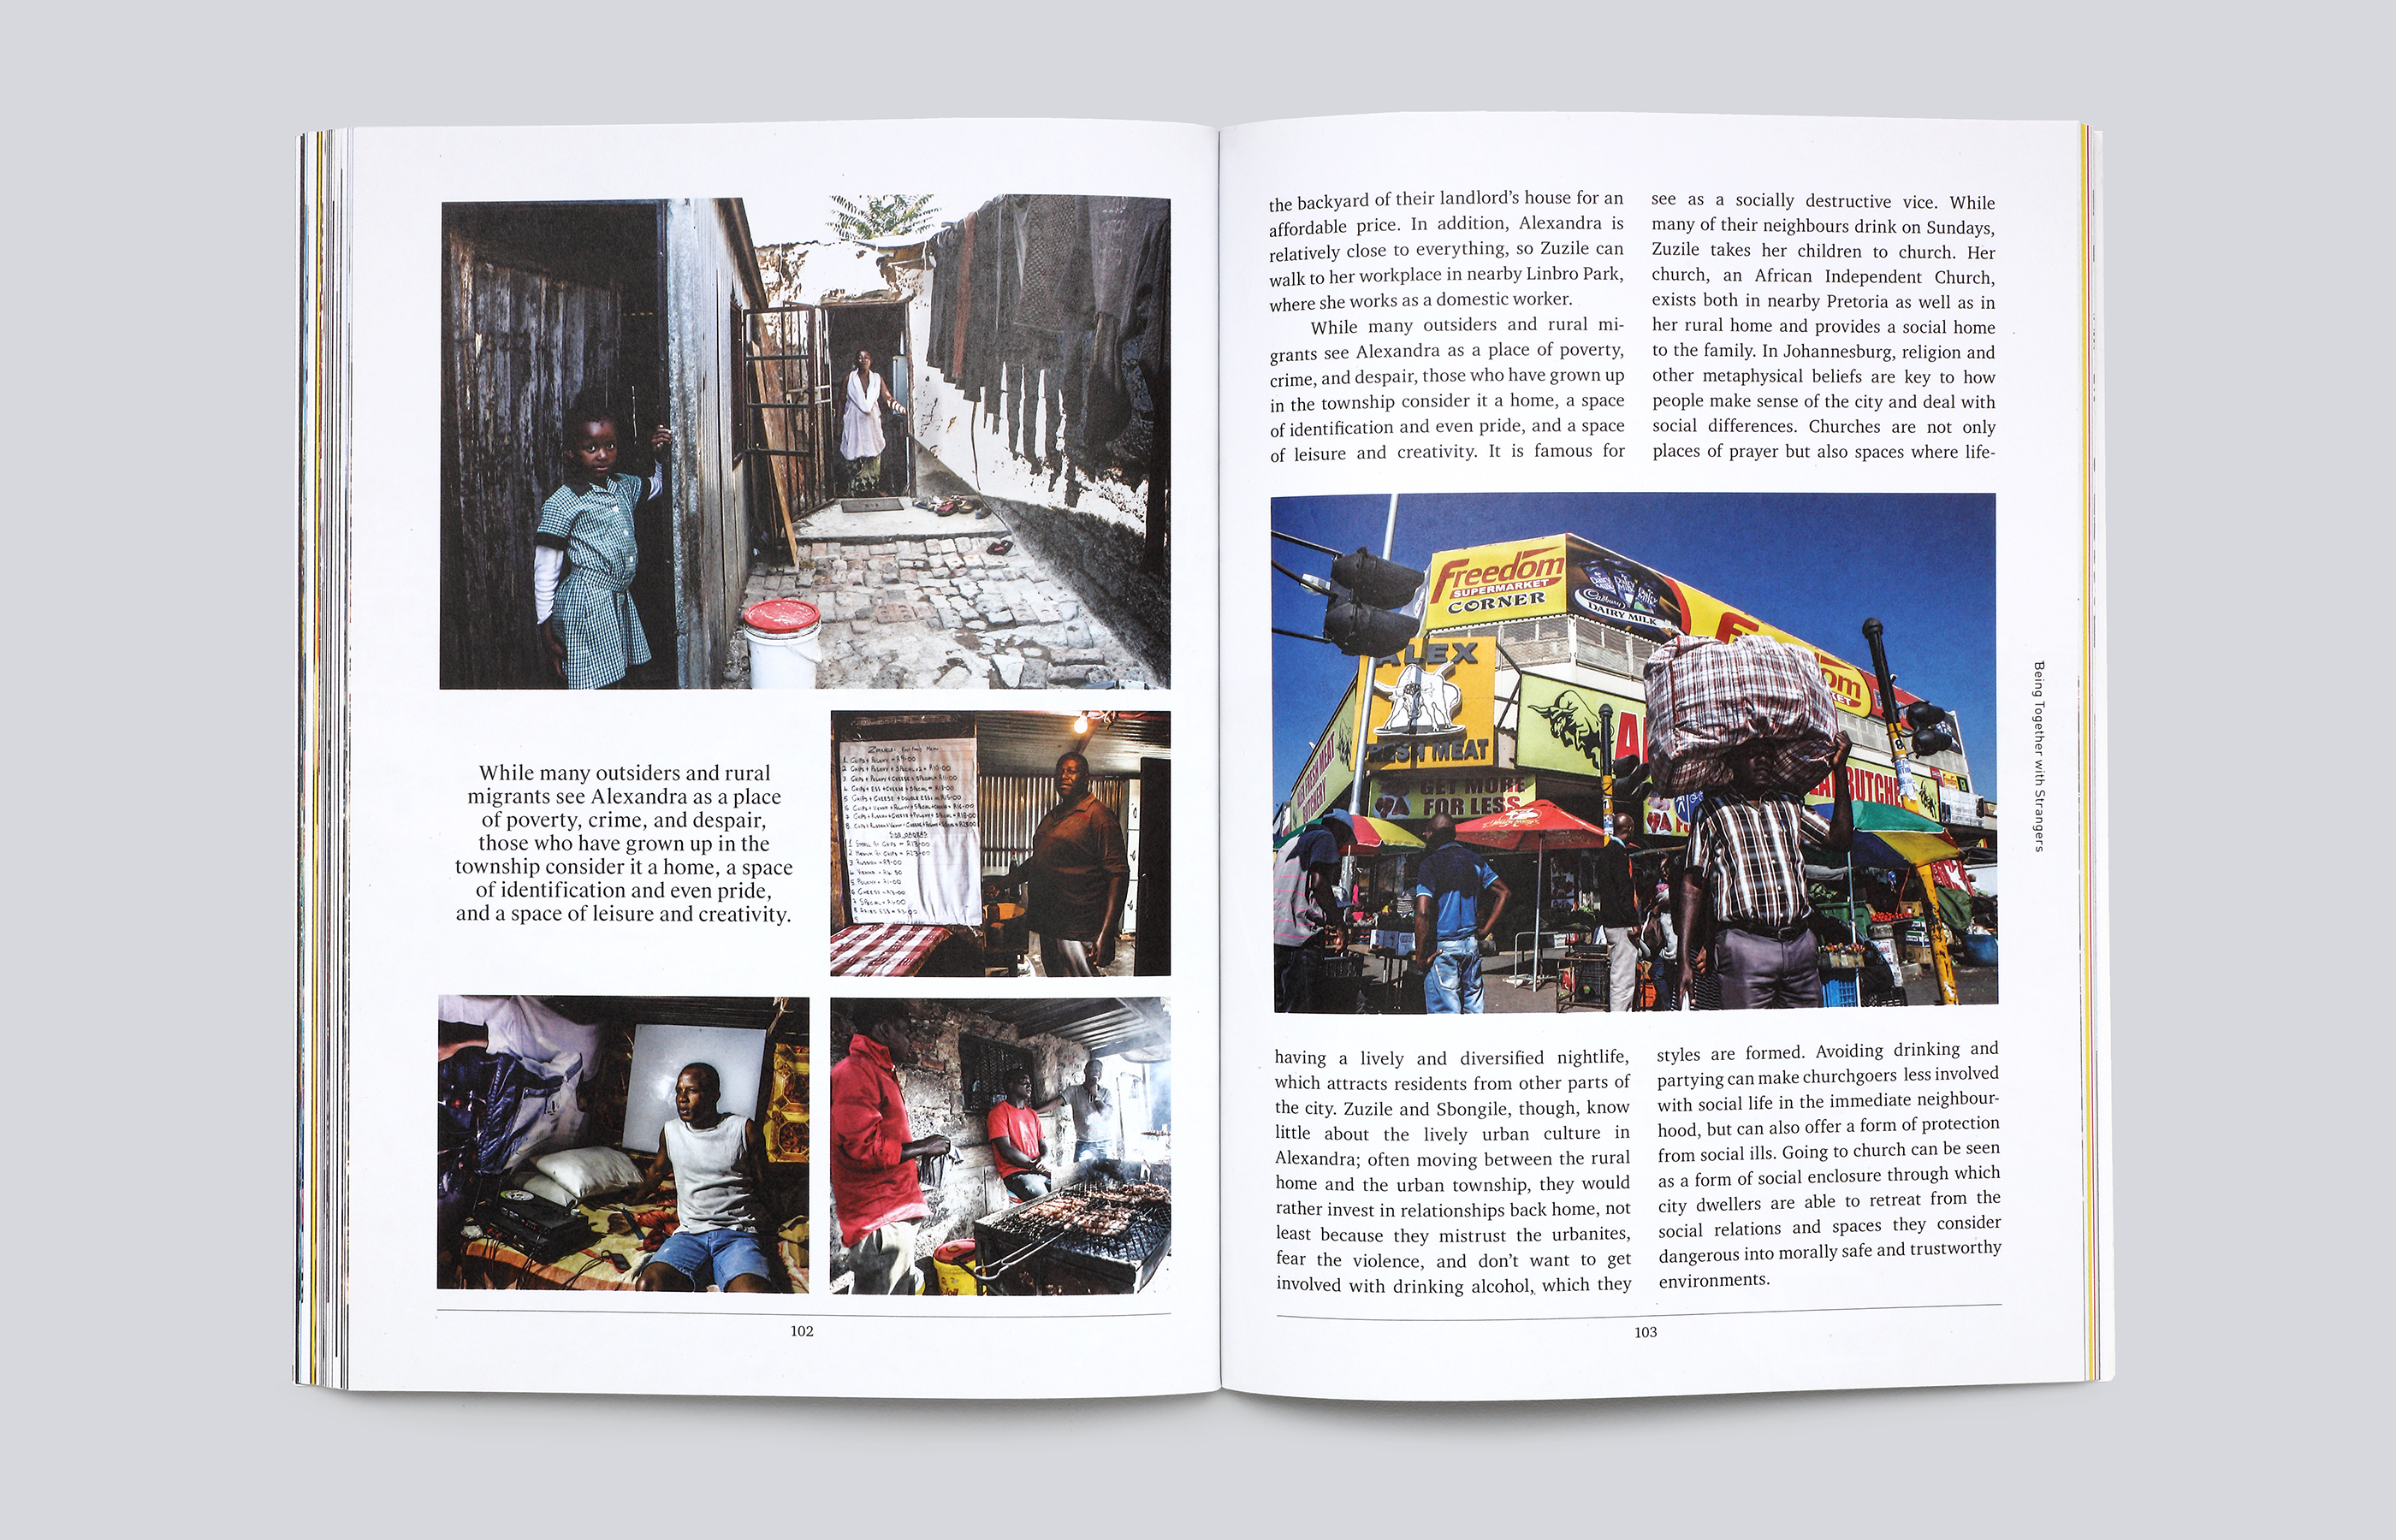 While many outsiders and rural
migrants see Alexandra as a place
of poverty, crime, and despair,
those who have grown up in the
township consider it a home, a space
of identification and even pride,
and a space of leisure and creativity.
102
the backyard of their landlord's house for an
affordable price. In addition, Alexandra is
relatively close to everything, so Zuzile can
walk to her workplace in nearby Linbro Park,
where she works as a domestic worker.
While many outsiders and rural mi-
grants see Alexandra as a place of poverty,
crime, and despair, those who have grown up
in the township consider it a home, a space
of identification and even pride, and a space
of leisure and creativity. It is famous for
having a lively and diversified nightlife,
which attracts residents from other parts of
the city. Zuzile and Sbongile, though, know
little about the lively urban culture in
Alexandra; often moving between the rural
home and the urban township, they would
rather invest in relationships back home, not
least because they mistrust the urbanites,
fear the violence, and don't want to get
involved with drinking alcohol, which they
see as a socially destructive vice. While
many of their neighbours drink on Sundays,
Zuzile takes her children to church. Her
church, an African Independent Church,
exists both in nearby Pretoria as well as in
her rural home and provides a social home
to the family. In Johannesburg, religion and
other metaphysical beliefs are key to how
people make sense of the city and deal with
social differences. Churches are not only
places of prayer but also spaces where life-
styles are formed. Avoiding drinking and
partying can make churchgoers less involved
with social life in the immediate neighbour-
hood, but can also offer a form of protection
from social ills. Going to church can be seen
as a form of social enclosure through which
city dwellers are able to retreat from the
social relations and spaces they consider
dangerous into morally safe and trustworthy
environments.
Freedom
SUPERMARKET
CORNER
Cadbury
DAIRY MILK
ALEX
FRESH MEAT
GET MORE
FOR LESS
Being Together with Strangers
103